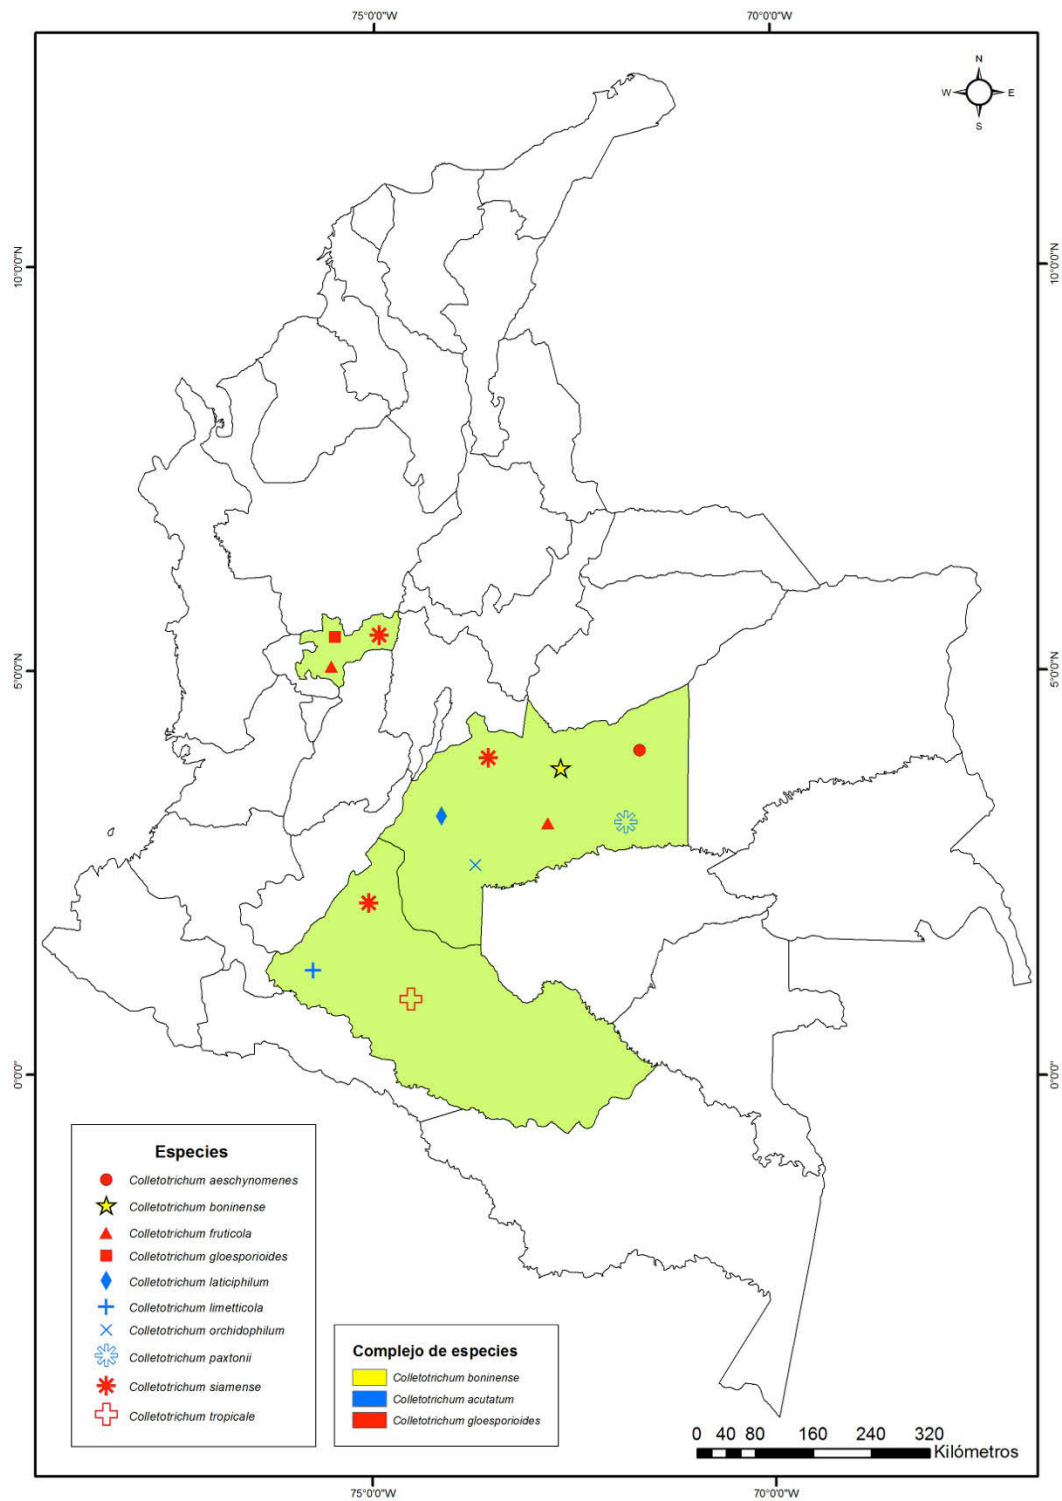 75°0'0"W
70°0'0"W
N
W
E
S
10°0'0"N
10°0'0"N
5°0'0"N
5°0'0"N
0°0'0"
0°0'0"
Especies
Colletotrichum aeschynomenes
Colletotrichum boninense
Colletotrichum fruticola
Colletotrichum gloesporioides
Colletotrichum laticiphilum
Colletotrichum limetticola
Colletotrichum orchidophilum
Colletotrichum paxtonii
Colletotrichum siamense
Colletotrichum tropicale
Complejo de especies
Colletotrichum boninense
Colletotrichum acutatum
Colletotrichum gloesporioides
0 40 80 160 240 320
Kilómetros
75°0'0"W
70°0'0"W